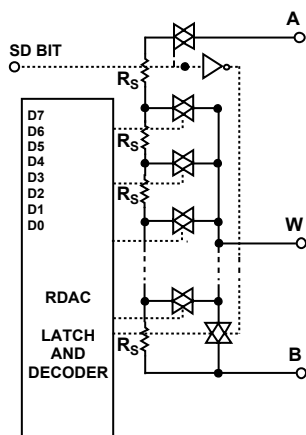 A
SD BIT
RS
D7
D6
D5
D4
D3
D2
D1
D0
RS
RS
W
RDAC
LATCH
AND
DECODER
RS
B